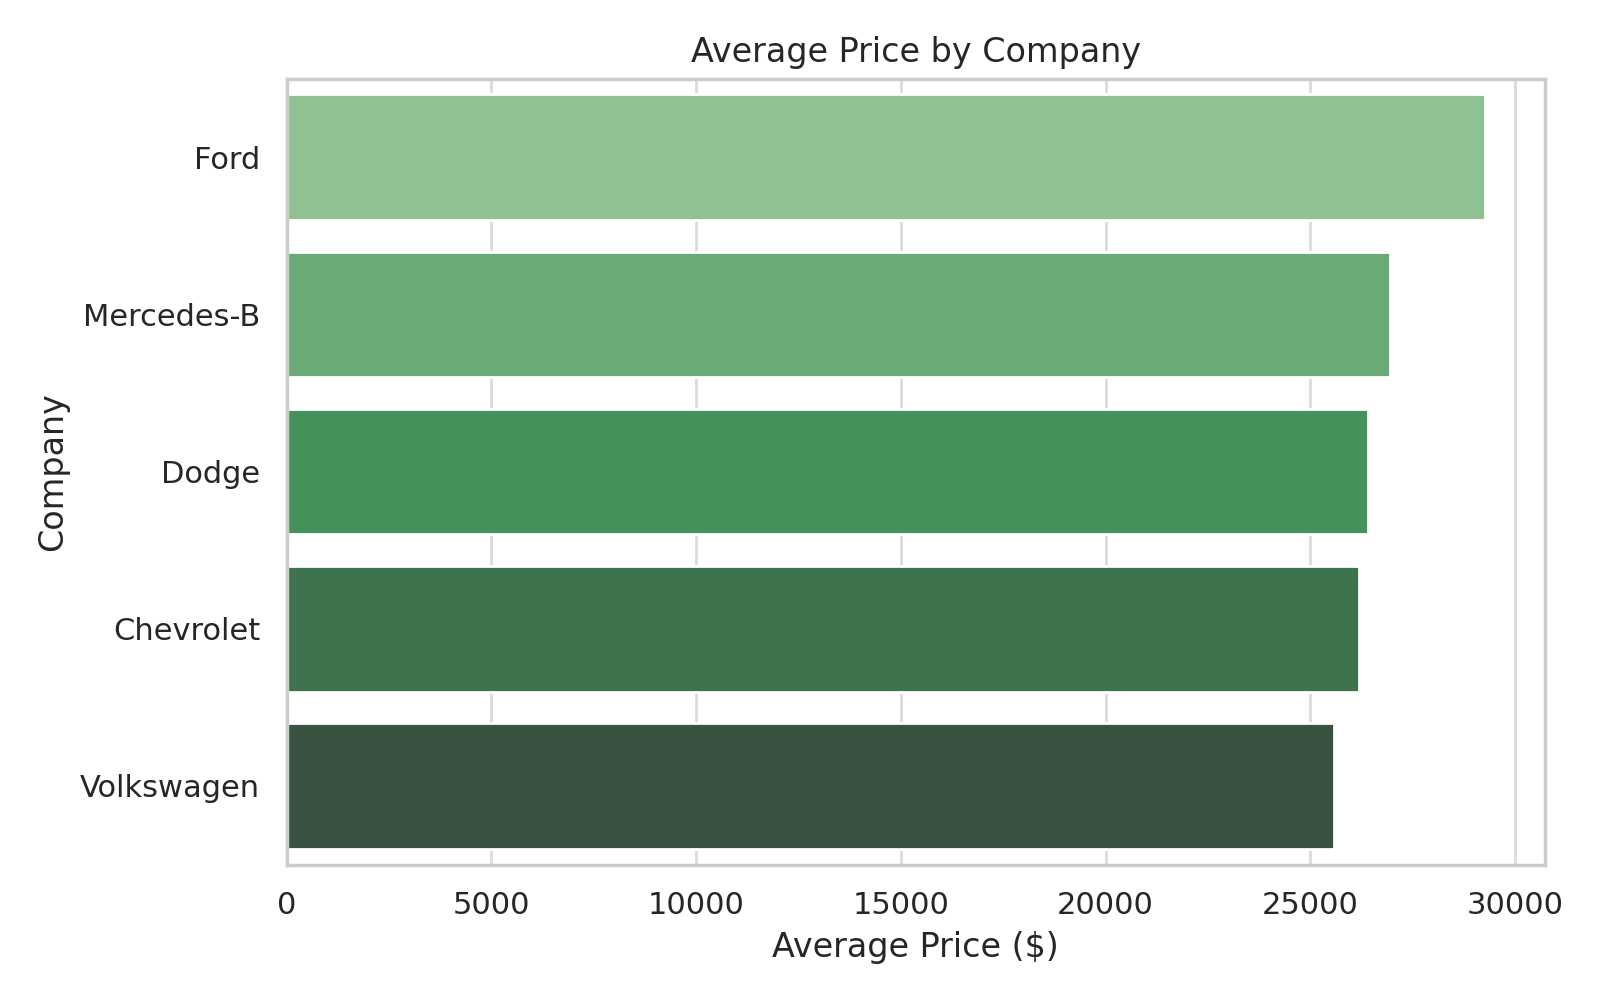 Average Price by Company
Company
Ford
Mercedes-B
Dodge
Chevrolet
Volkswagen
0 5000 10000 15000 20000 25000 30000
Average Price ($)